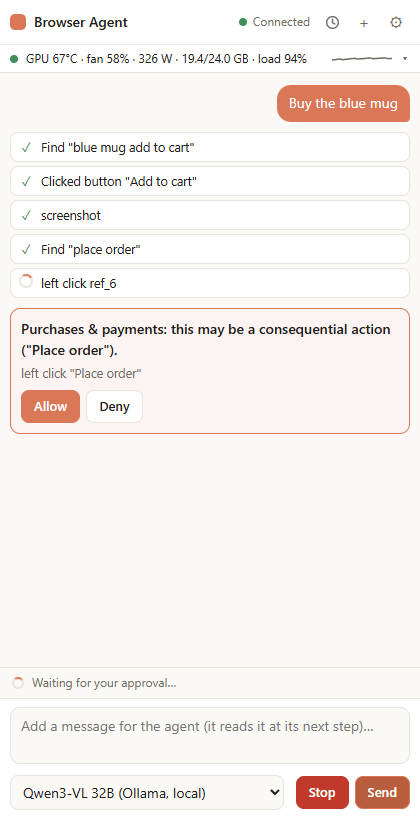 Browser Agent
Connected
GPU 67°C · fan 58% · 326 W · 19.4/24.0 GB · load 94%
Buy the blue mug
✓ Find "blue mug add to cart"
✓ Clicked button "Add to cart"
✓ screenshot
✓ Find "place order"
left click ref_6
Purchases & payments: this may be a consequential action
("Place order").
left click "Place order"
Allow
Deny
Waiting for your approval...
Add a message for the agent (it reads it at its next step)...
Qwen3-VL 32B (Ollama, local)
Stop
Send